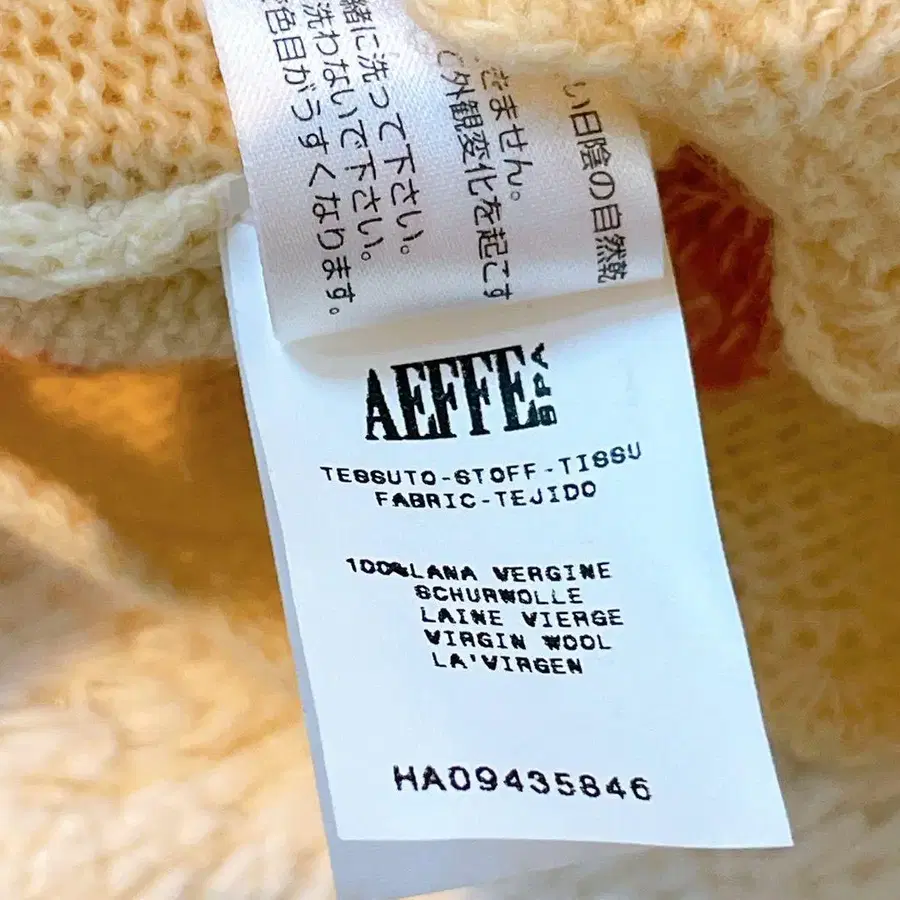 い日陰の自然乾
きません。
外観変化を起こす
緒に洗って下さい。
洗わないで下さい。
色目がうすくなります。
AEFFE SPA
TESSUTO-STOFF-TISSU
FABRIC-TEJIDO
100%LANA VERGINE
SCHURWOLLE
LAINE VIERGE
VIRGIN WOOL
LA'VIRGEN
HA09435846